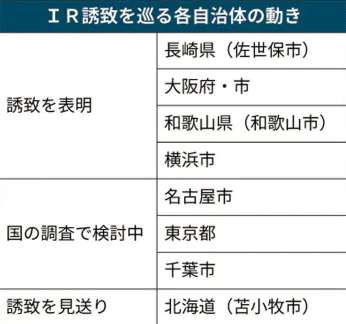 ＩＲ誘致を巡る各自治体の動き
誘致を表明
長崎県（佐世保市）
大阪府・市
和歌山県（和歌山市）
横浜市
国の調査で検討中
名古屋市
東京都
千葉市
誘致を見送り
北海道（苫小牧市）